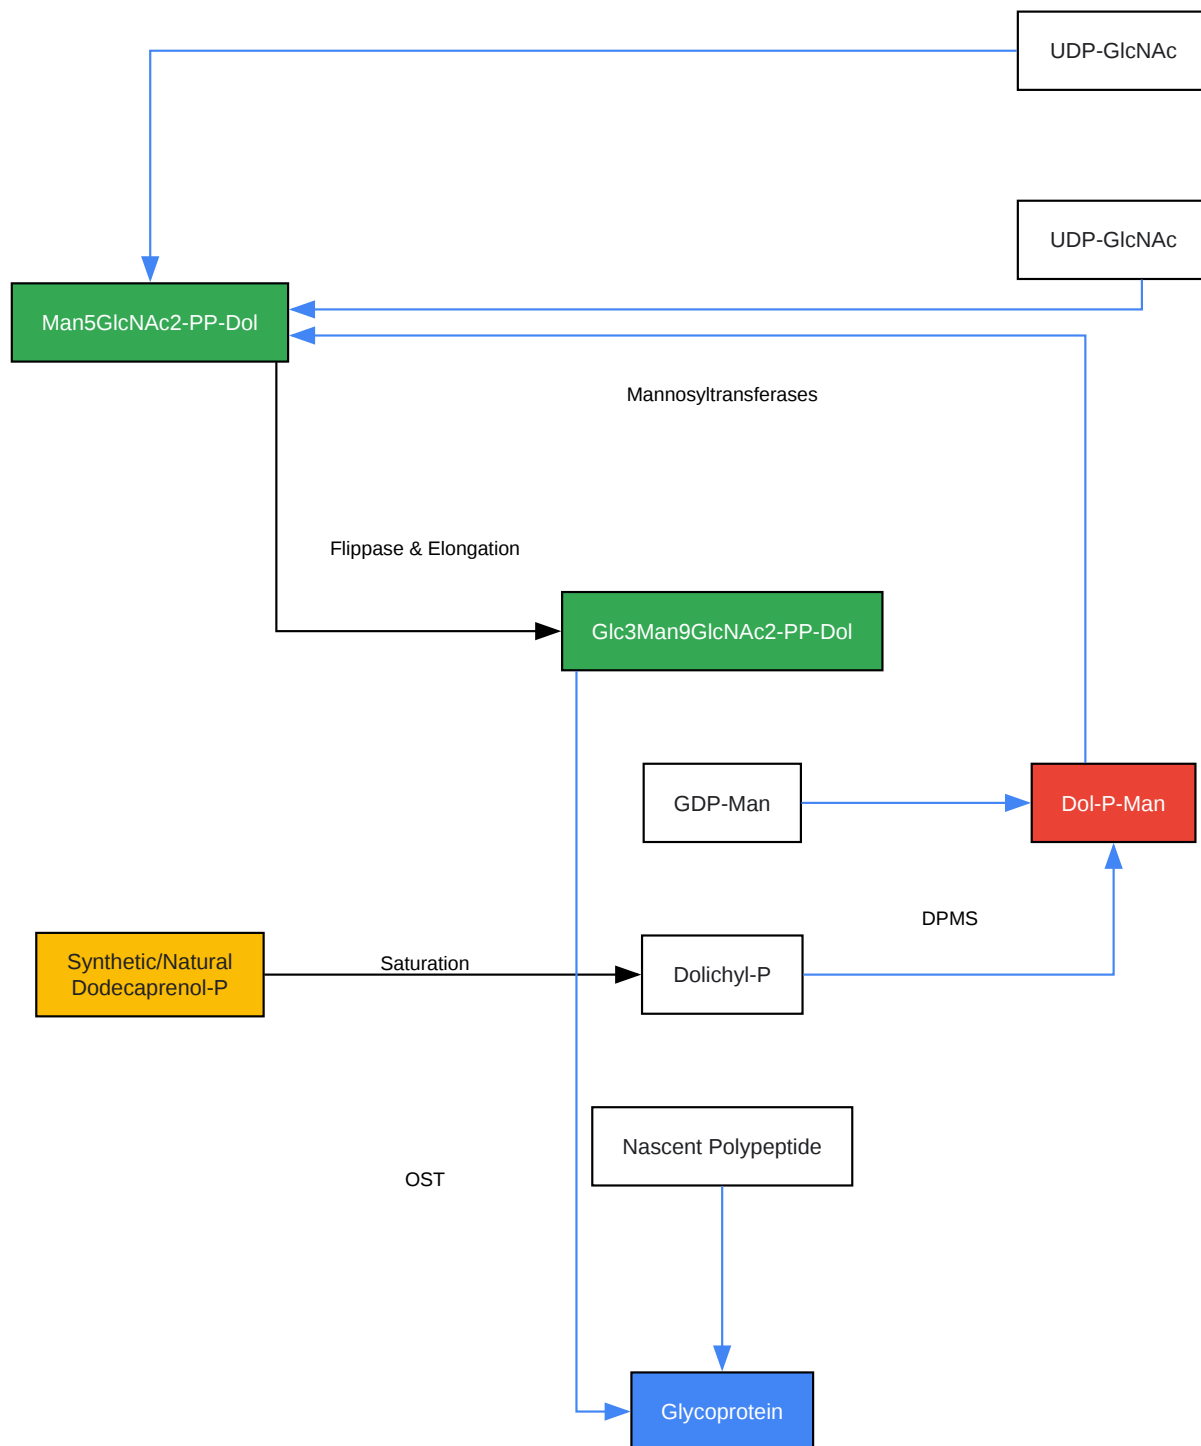 UDP-GlcNAc
UDP-GlcNAc
Man5GlcNAc2-PP-Dol
Mannosyltransferases
Flippase & Elongation
Glc3Man9GlcNAc2-PP-Dol
GDP-Man
Dol-P-Man
DPMS
Synthetic/Natural
Dodecaprenol-P
Saturation
Dolichyl-P
Nascent Polypeptide
OST
Glycoprotein